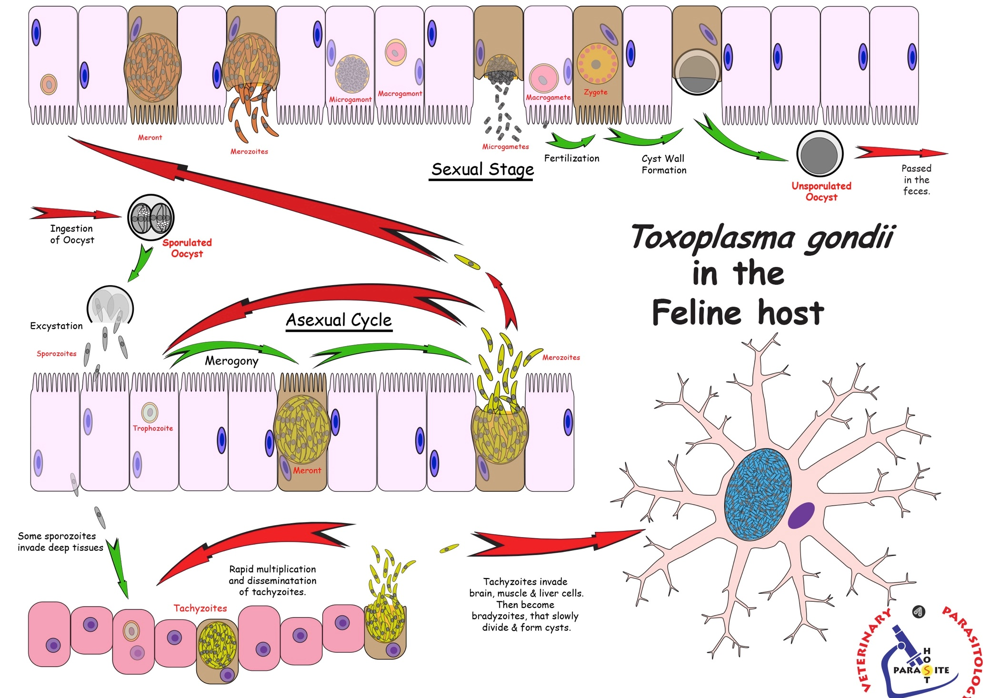 Microgamont
Macrogamont
Macrogamete
Zygote
Meront
Merozoites
Microgametes
Fertilization
Cyst Wall
Formation
Sexual Stage
Unsporulated
Oocyst
Passed
in the
feces.
Ingestion
of Oocyst
Sporulated
Oocyst
Toxoplasma gondii
in the
Feline host
Excystation
Sporozoites
Asexual Cycle
Merogony
Merozoites
Trophozoite
Meront
Some sporozoites
invade deep tissues
Rapid multiplication
and disseminatation
of tachyzoites.
Tachyzoites
Tachyzoites invade
brain, muscle & liver cells.
Then become
bradyzoites, that slowly
divide & form cysts.
VETERINARY PARASITOLOGY
HOST
PARASITE